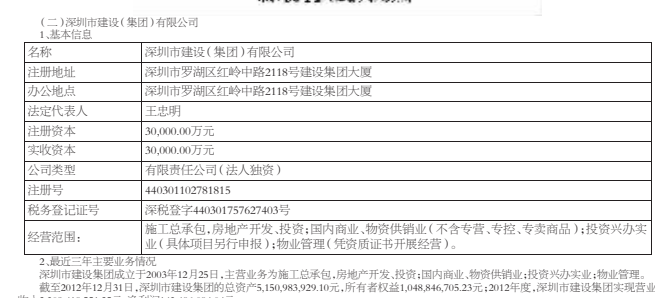 (二)深圳市建设(集团)有限公司
1、基本信息
名称 深圳市建设(集团)有限公司
注册地址 深圳市罗湖区红岭中路2118号建设集团大厦
办公地点 深圳市罗湖区红岭中路2118号建设集团大厦
法定代表人 王忠明
注册资本 30,000.00万元
实收资本 30,000.00万元
公司类型 有限责任公司(法人独资)
注册号 440301102781815
税务登记证号 深税登字440301757627403号
经营范围: 施工总承包,房地产开发、投资;国内商业、物资供销业(不含专营、专控、专卖商品);投资兴办实
业(具体项目另行申报);物业管理(凭资质证书开展经营)。
2、最近三年主要业务情况
深圳市建设集团成立于2003年12月25日,主营业务为施工总承包,房地产开发、投资;国内商业、物资供销业;投资兴办实业;物业管理。
截至2012年12月31日,深圳市建设集团的总资产5,150,983,929.10元,所有者权益1,048,846,705.23元;2012年度,深圳市建设集团实现营业